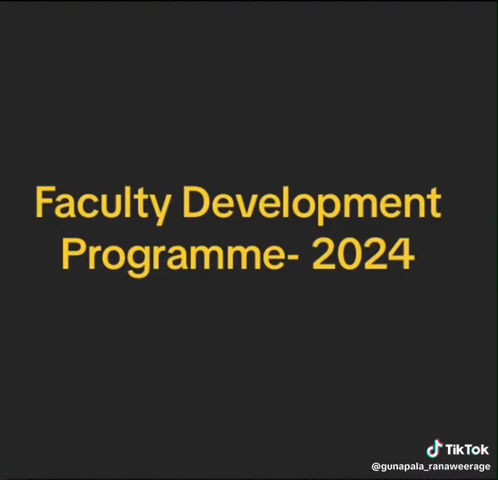 Faculty Development
Programme- 2024
TikTok
@gunapala_ranaweerage